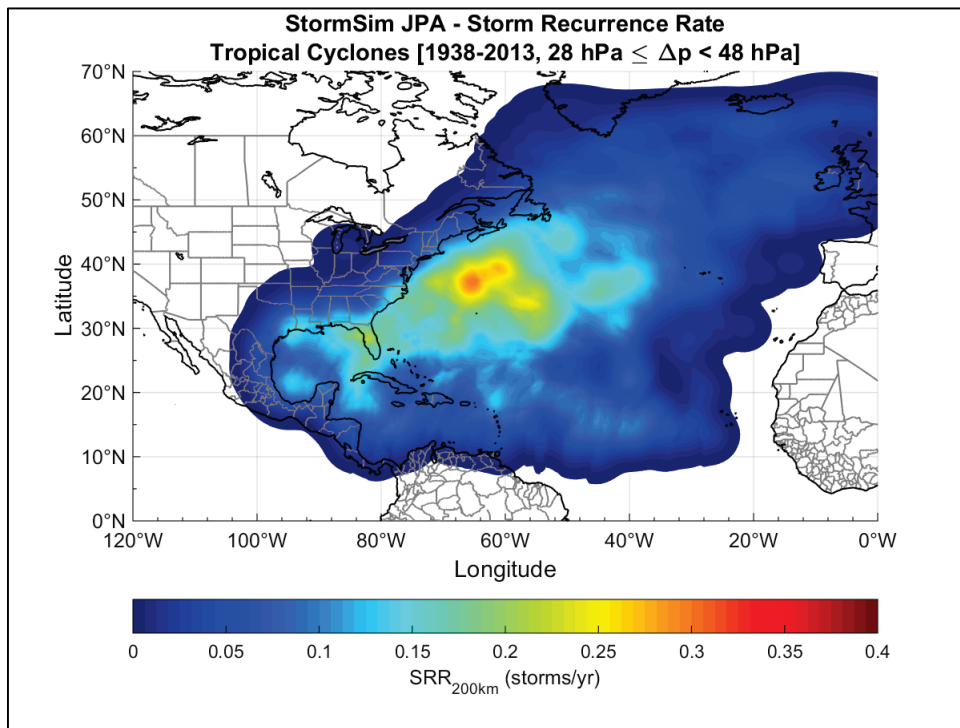 StormSim JPA - Storm Recurrence Rate
Tropical Cyclones [1938-2013, 28 hPa ≤ Δp < 48 hPa]
70°N
60°N
50°N
40°N
30°N
20°N
10°N
0°N
Latitude
120°W 100°W 80°W 60°W 40°W 20°W 0°W
Longitude
0 0.05 0.1 0.15 0.2 0.25 0.3 0.35 0.4
SRR200km (storms/yr)